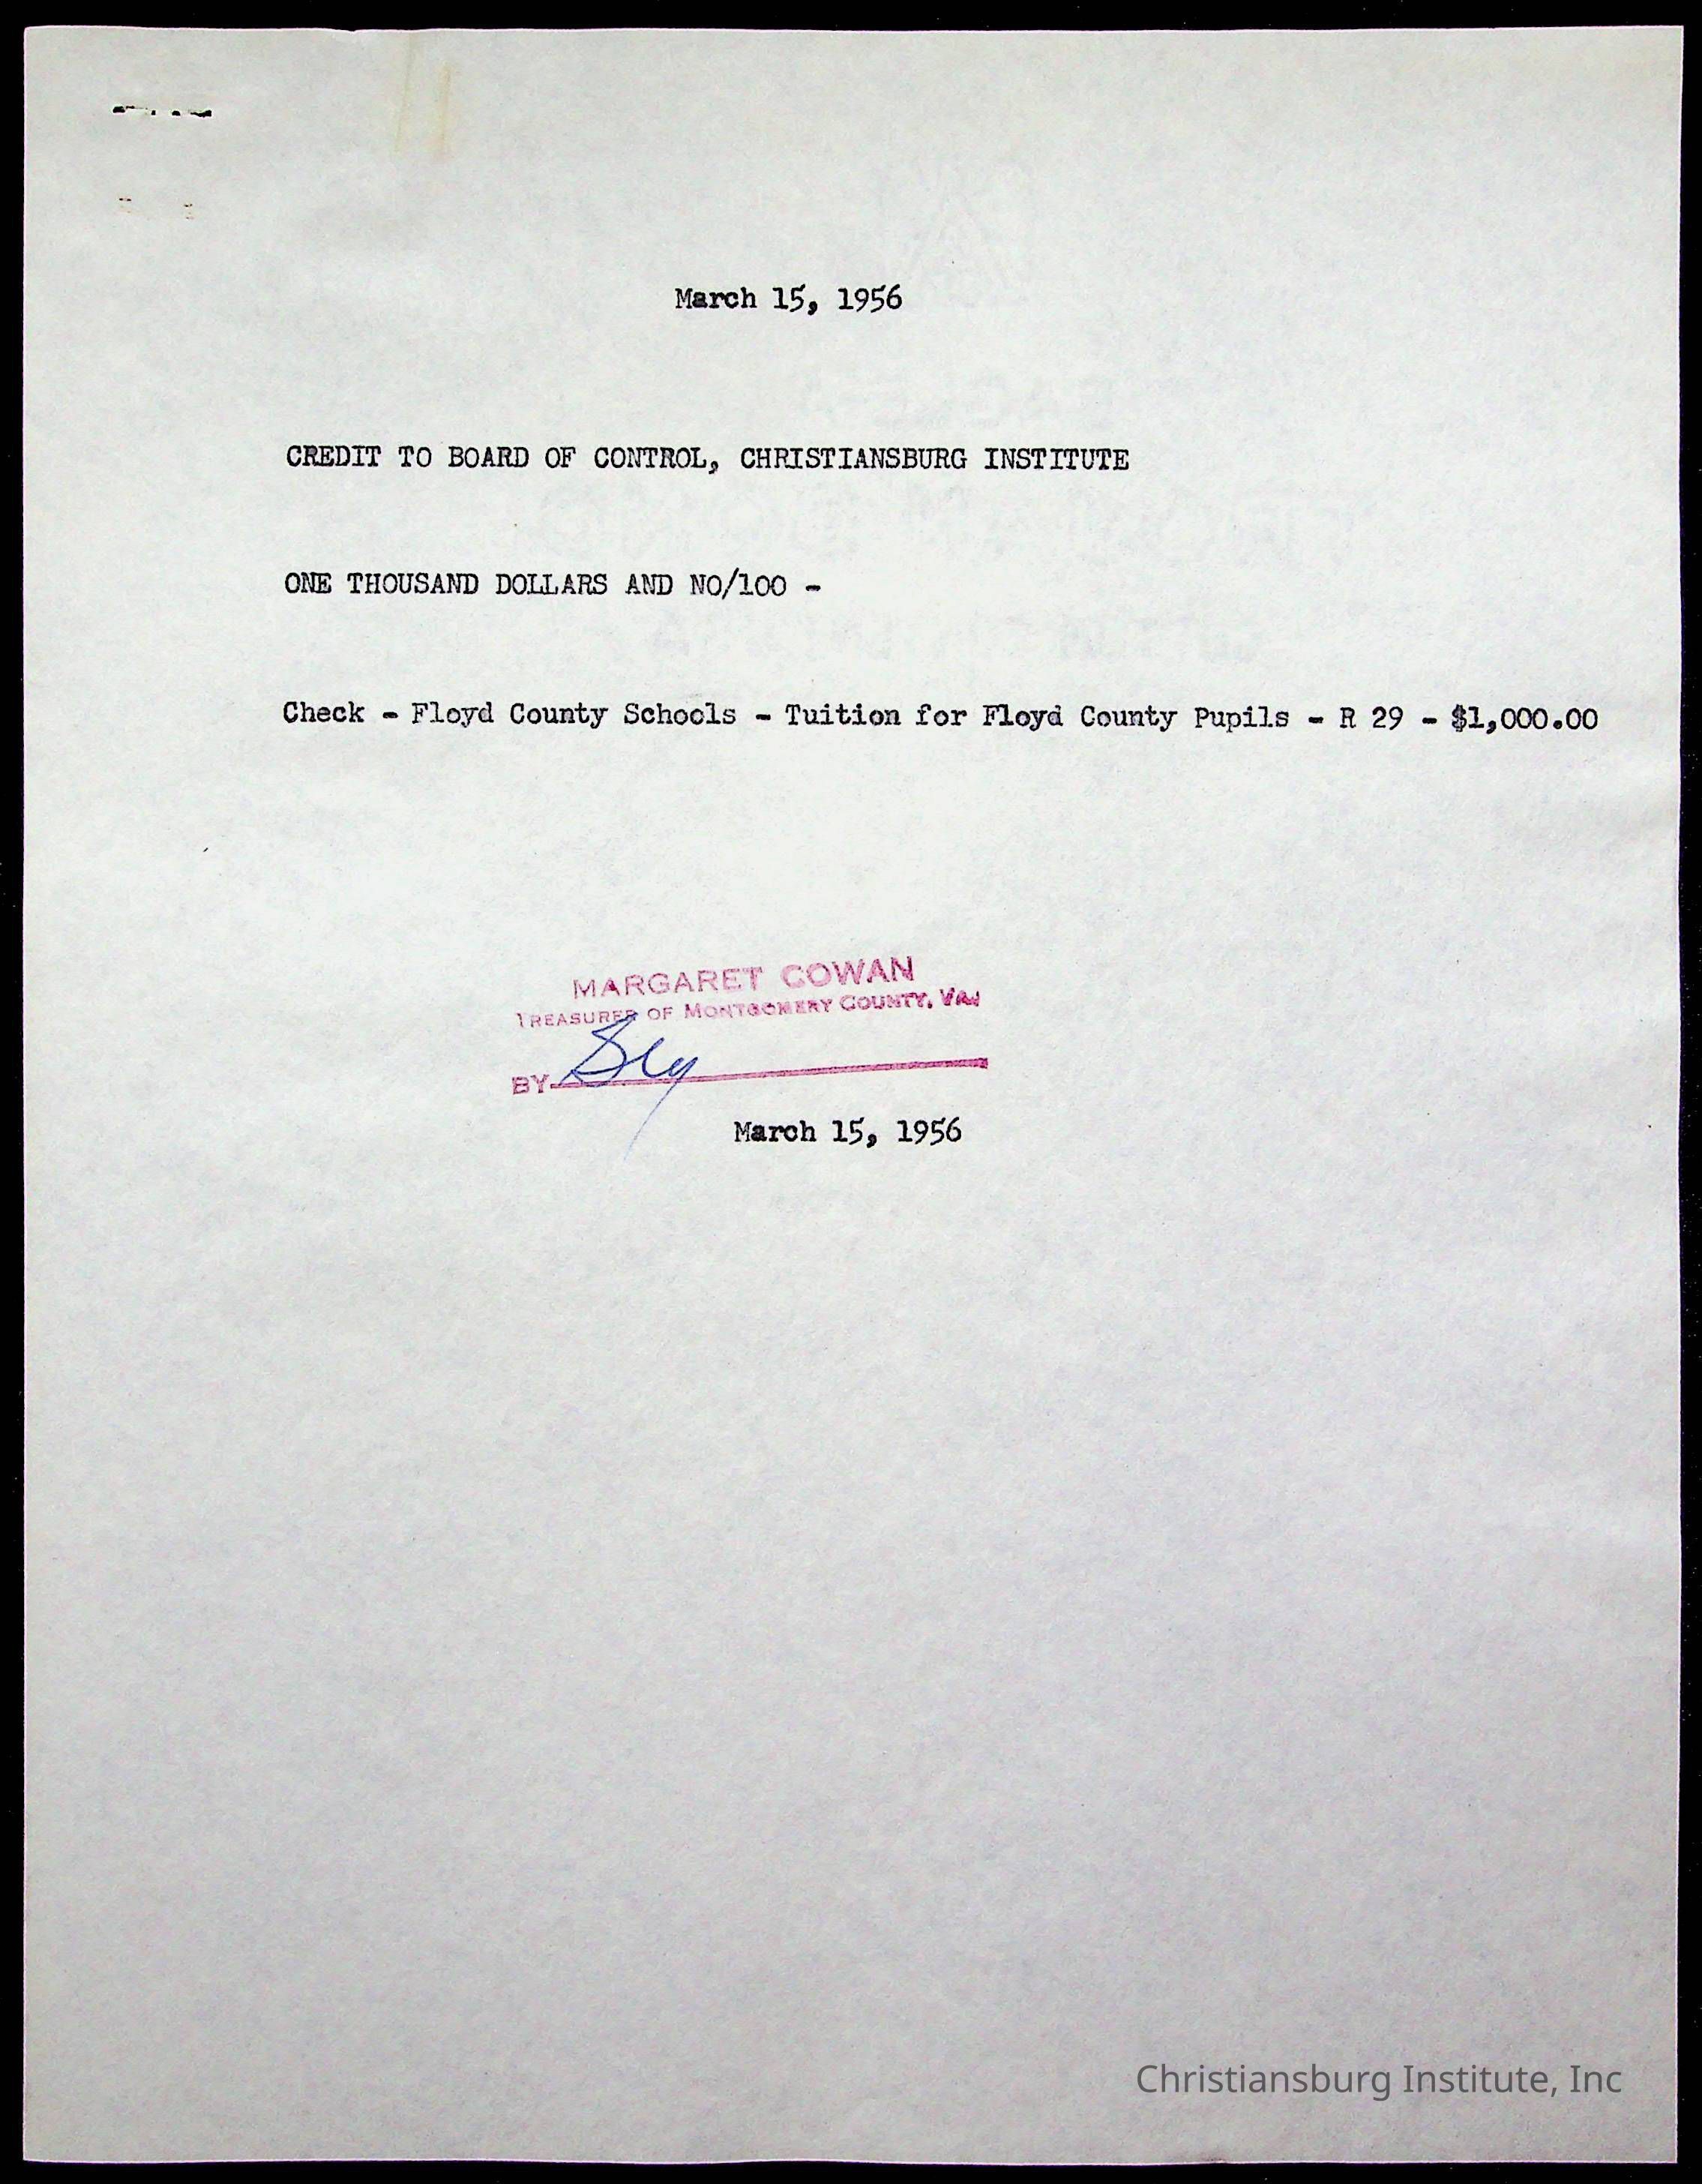 March 15, 1956
CREDIT TO BOARD OF CONTROL, CHRISTIANSBURG INSTITUTE
ONE THOUSAND DOLLARS AND NO/100 -
Check - Floyd County Schools - Tuition for Floyd County Pupils - R 29 - $1,000.00
MARGARET COWAN
TREASURER OF MONTGOMERY COUNTY, VA.
BY
March 15, 1956
Christiansburg Institute, Inc